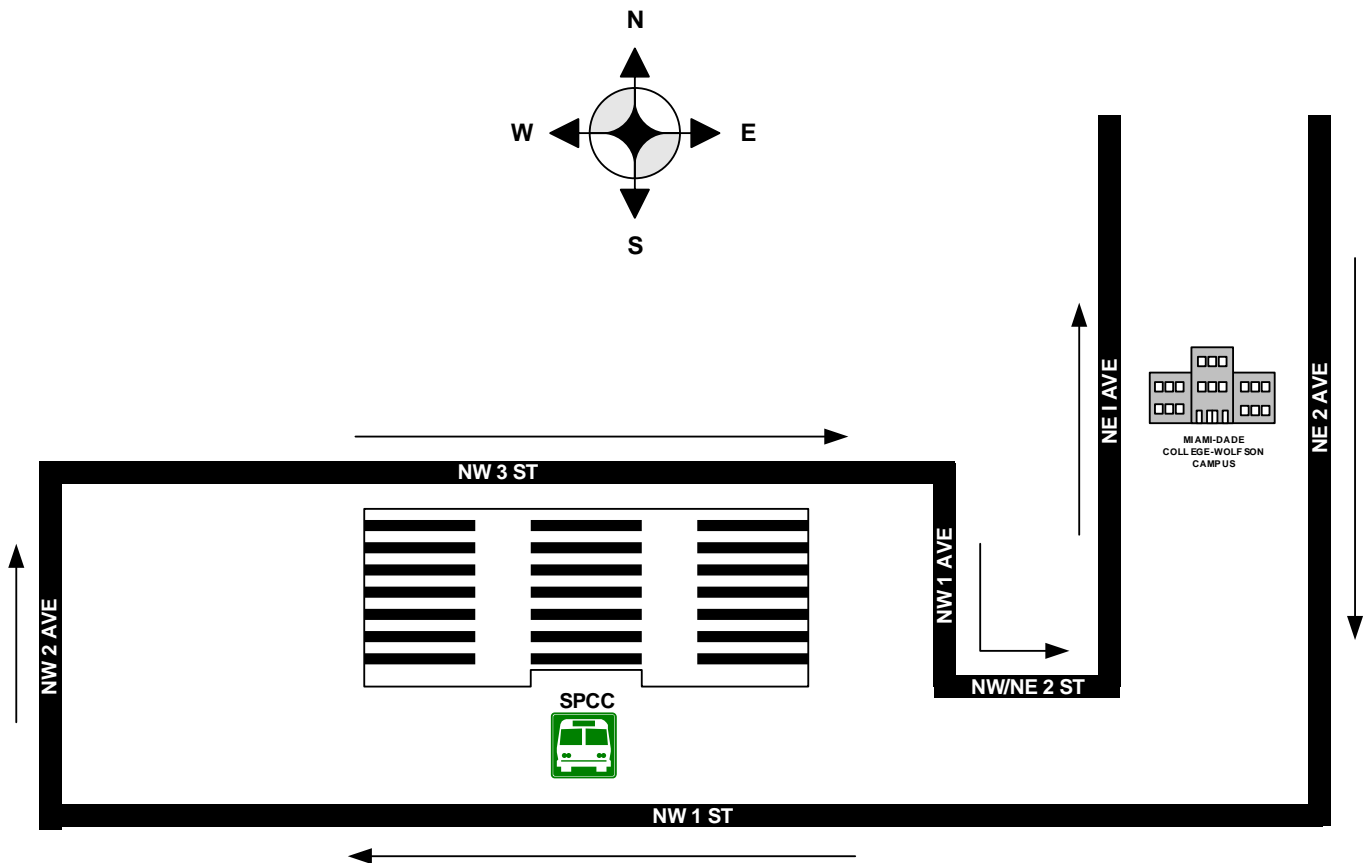 N
W
E
S
NE I AVE
NE 2 AVE
MIAMI-DADE
COLLEGE-WOLFSON
CAMPUS
NW 3 ST
NW 1 AVE
NW 2 AVE
NW/NE 2 ST
SPCC
NW 1 ST